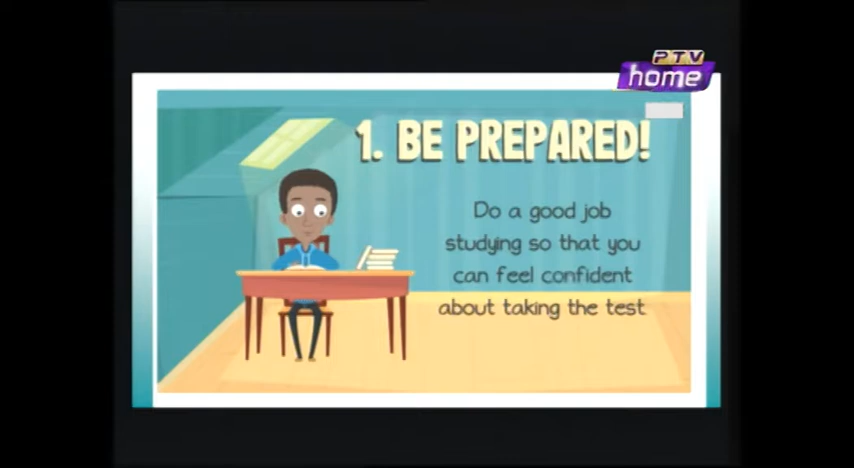 PTV
home
1. BE PREPARED!
Do a good job
studying so that you
can feel confident
about taking the test